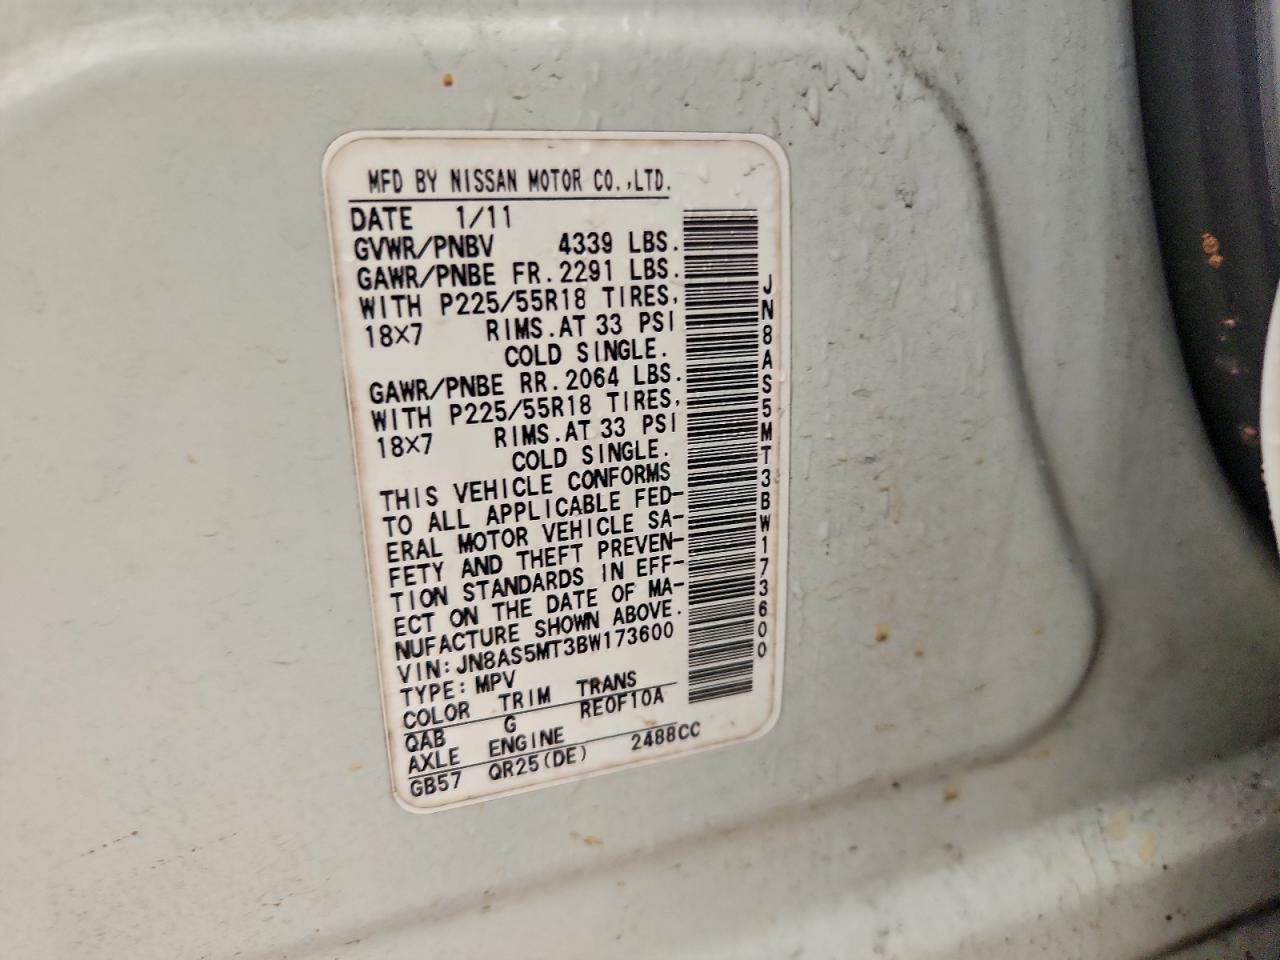 MFD BY NISSAN MOTOR CO.,LTD.
DATE 1/11
GVWR/PNBV 4339 LBS.
GAWR/PNBE FR.2291 LBS.
WITH P225/55R18 TIRES,
18×7 RIMS.AT 33 PSI
COLD SINGLE.
GAWR/PNBE RR.2064 LBS.
WITH P225/55R18 TIRES,
18×7 RIMS.AT 33 PSI
COLD SINGLE.
THIS VEHICLE CONFORMS
TO ALL APPLICABLE FED-
ERAL MOTOR VEHICLE SA-
FETY AND THEFT PREVEN-
TION STANDARDS IN EFF-
ECT ON THE DATE OF MA-
NUFACTURE SHOWN ABOVE.
VIN:JN8AS5MT3BW173600
TYPE:MPV
COLOR TRIM TRANS
QAB G RE0F10A
AXLE ENGINE
GB57 QR25(DE) 2488CC
JN8AS5MT3BW173600